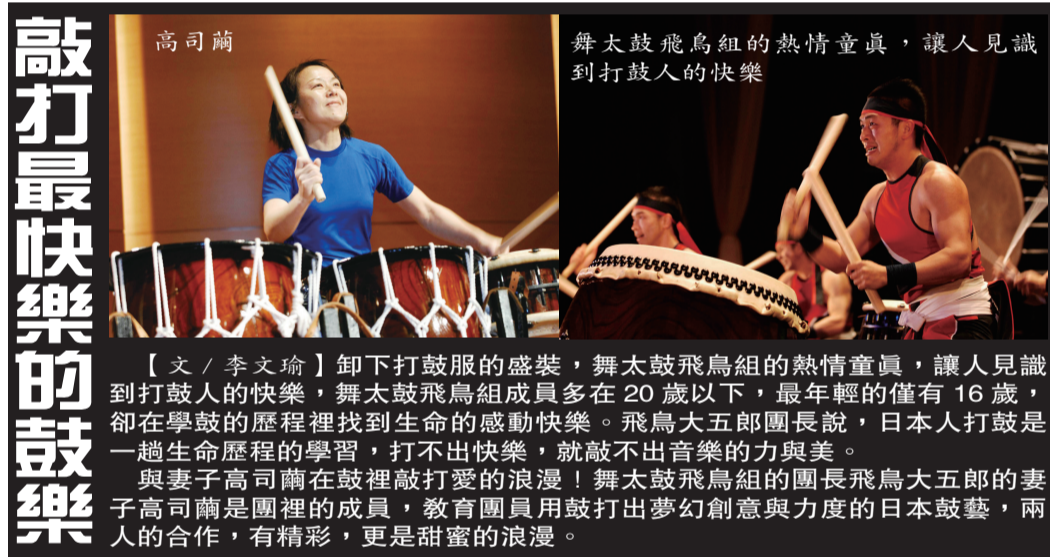 敲打最快樂的鼓樂
高司繭
舞太鼓飛鳥組的熱情童眞，讓人見識
到打鼓人的快樂
【文/李文瑜】卸下打鼓服的盛裝，舞太鼓飛鳥組的熱情童眞，讓人見識
到打鼓人的快樂，舞太鼓飛鳥組成員多在 20 歲以下，最年輕的僅有 16 歲，
卻在學鼓的歷程裡找到生命的感動快樂。飛鳥大五郎團長說，日本人打鼓是
一趟生命歷程的學習，打不出快樂，就敲不出音樂的力與美。
與妻子高司繭在鼓裡敲打愛的浪漫！舞太鼓飛鳥組的團長飛鳥大五郎的妻
子高司繭是團裡的成員，敎育團員用鼓打出夢幻創意與力度的日本鼓藝，兩
人的合作，有精彩，更是甜蜜的浪漫。